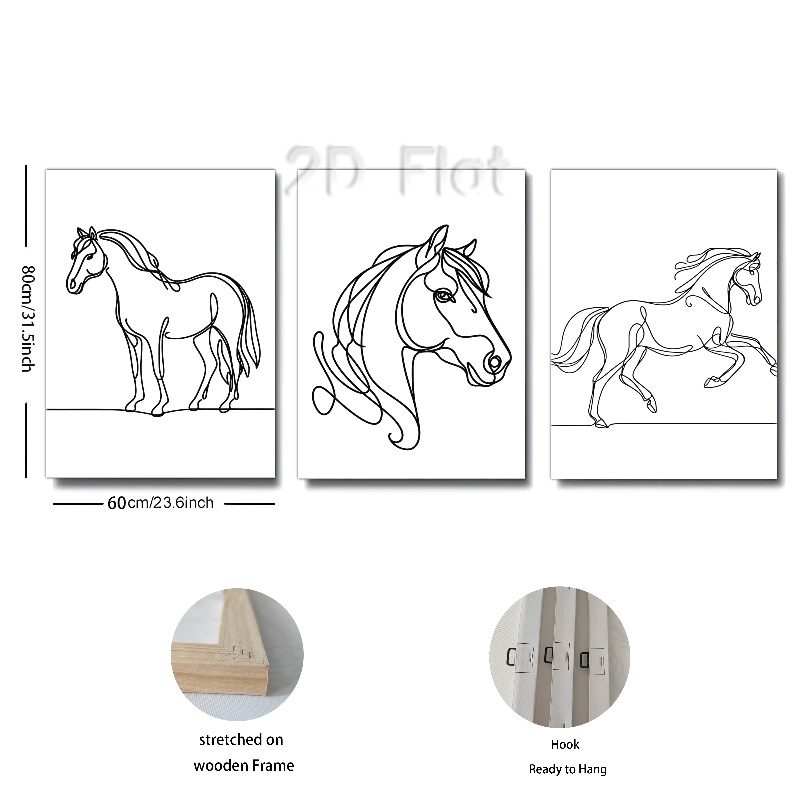 2D Flat
80cm/31.5inch
60cm/23.6inch
stretched on
wooden Frame
Hook
Ready to Hang